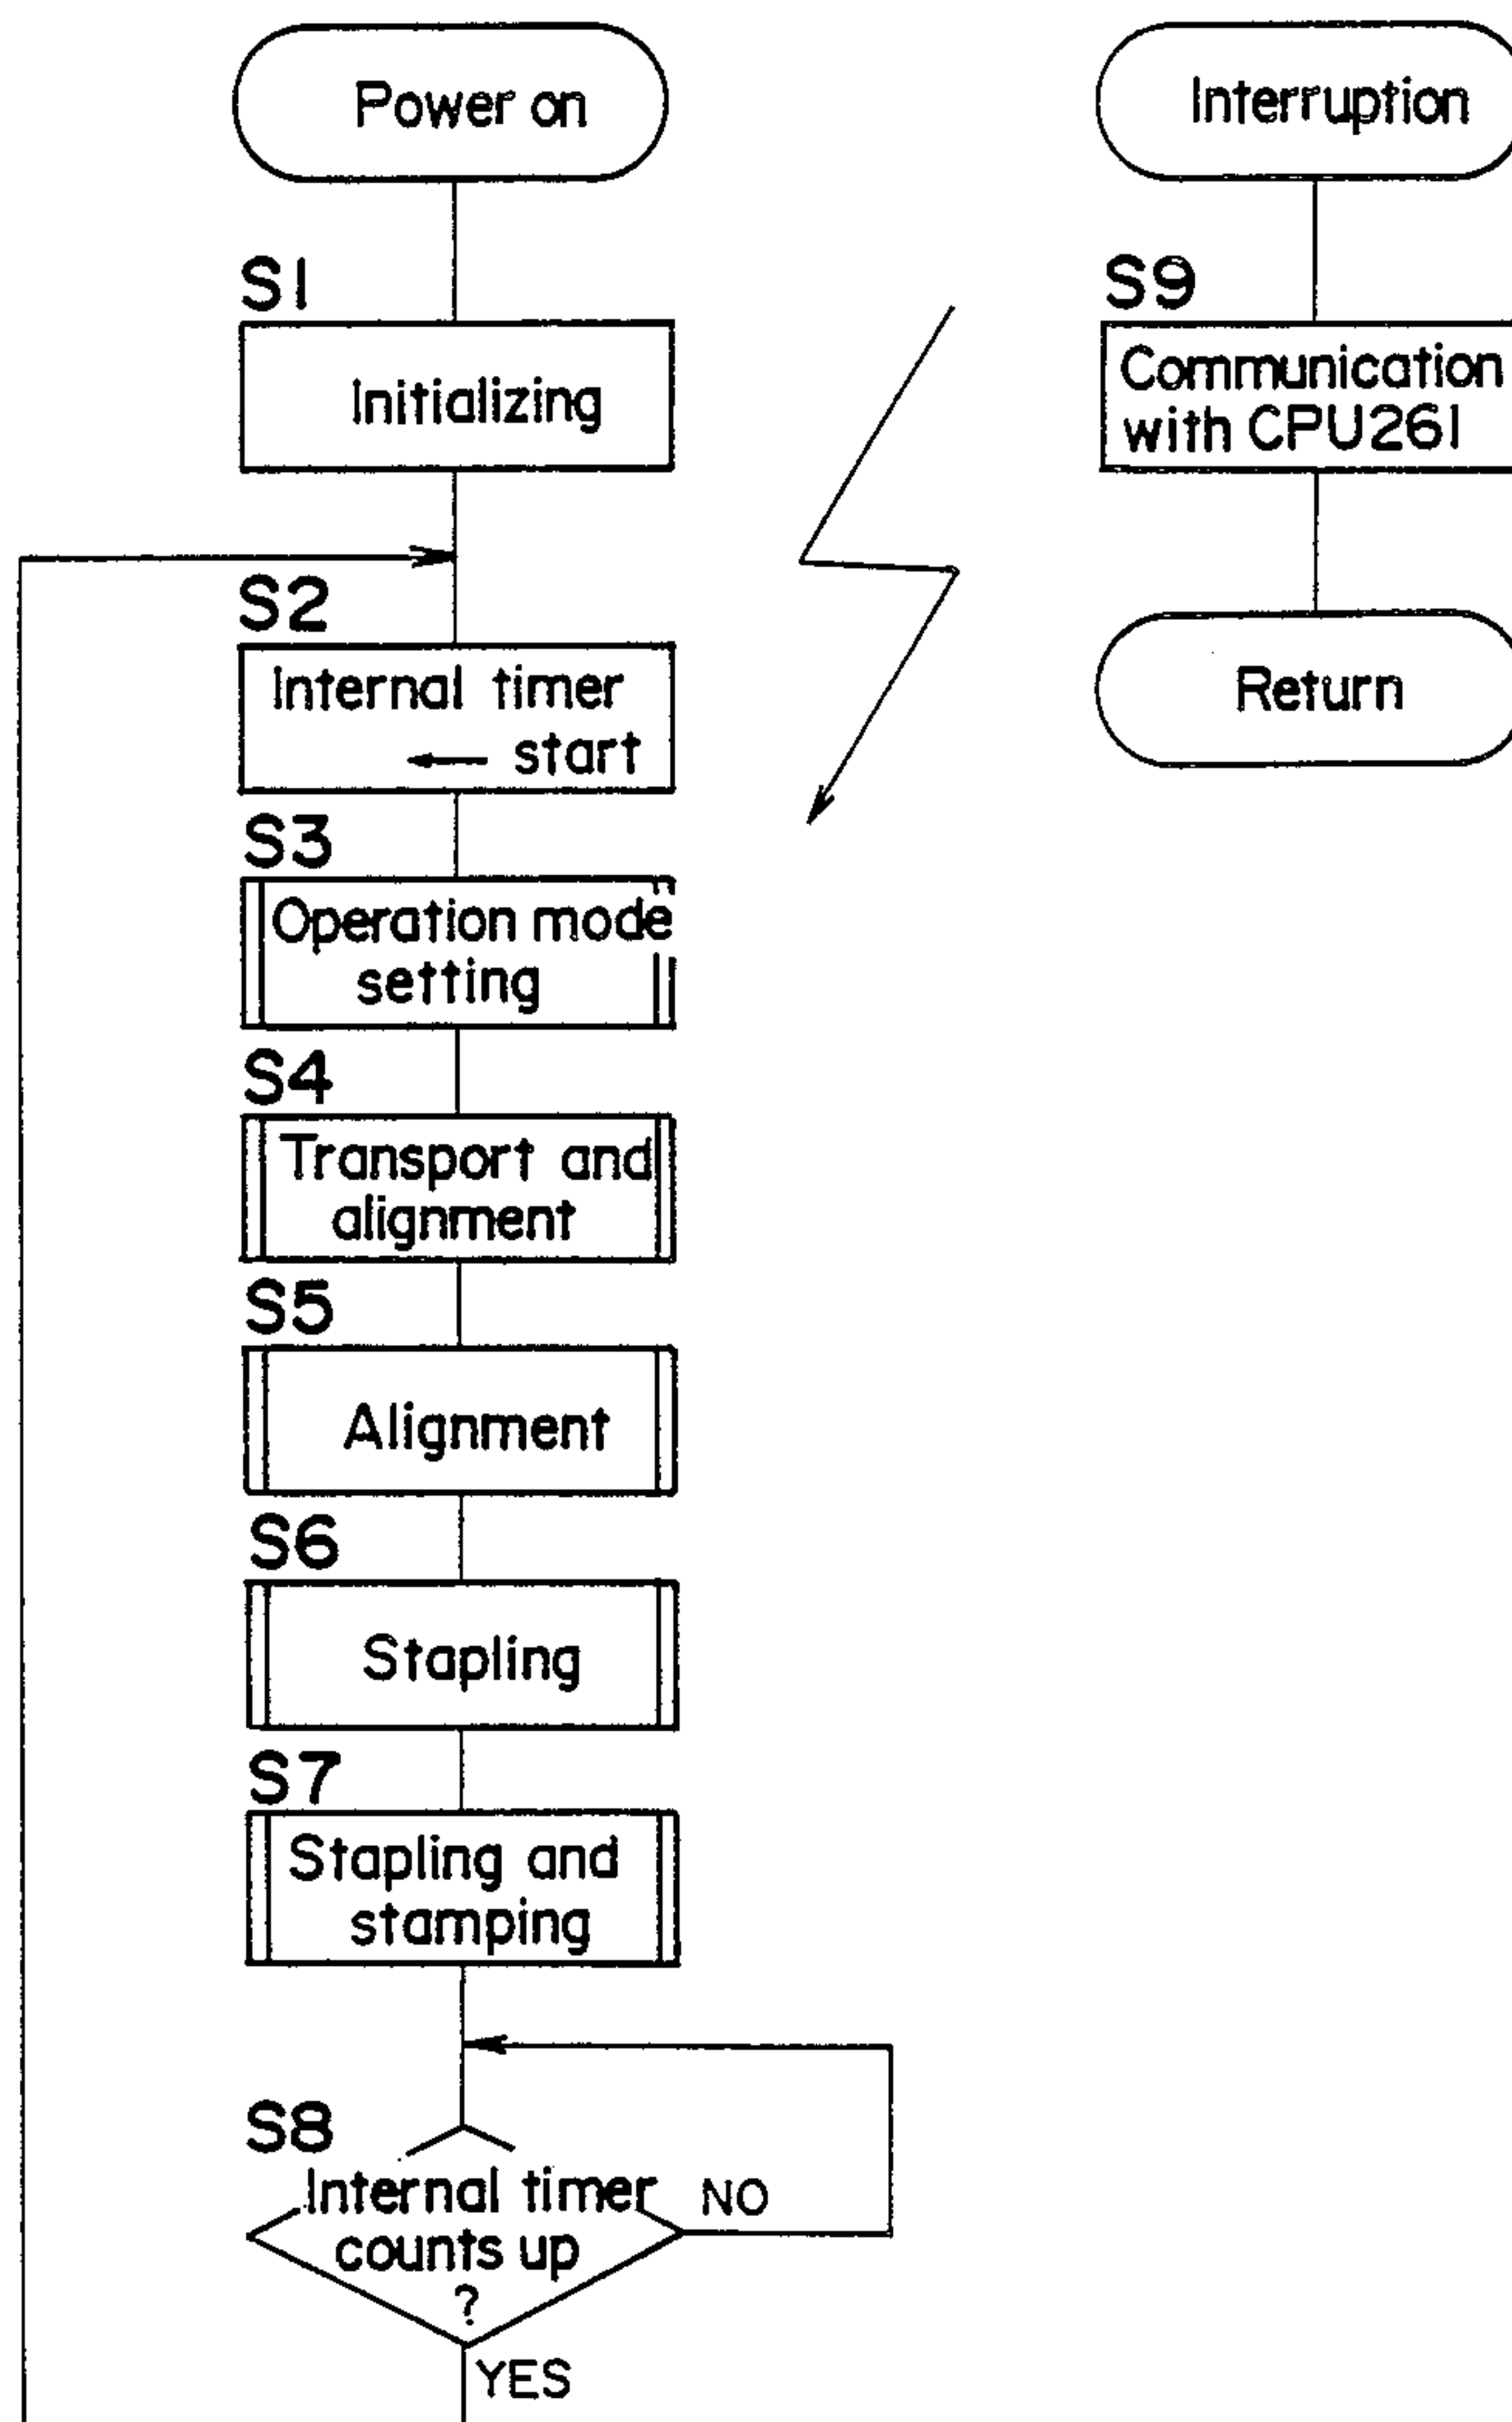 Power on
S1
Initializing
S2
Internal timer
← start
S3
Operation mode
setting
S4
Transport and
alignment
S5
Alignment
S6
Stapling
S7
Stapling and
stamping
S8
Internal timer
counts up
?
NO
YES
Interruption
S9
Communication
with CPU261
Return